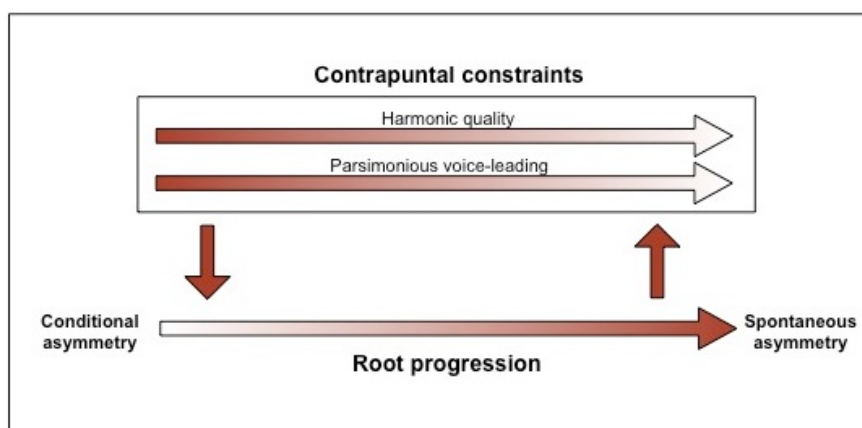 Contrapuntal constraints
Harmonic quality
Parsimonious voice-leading
Conditional
asymmetry
Spontaneous
asymmetry
Root progression